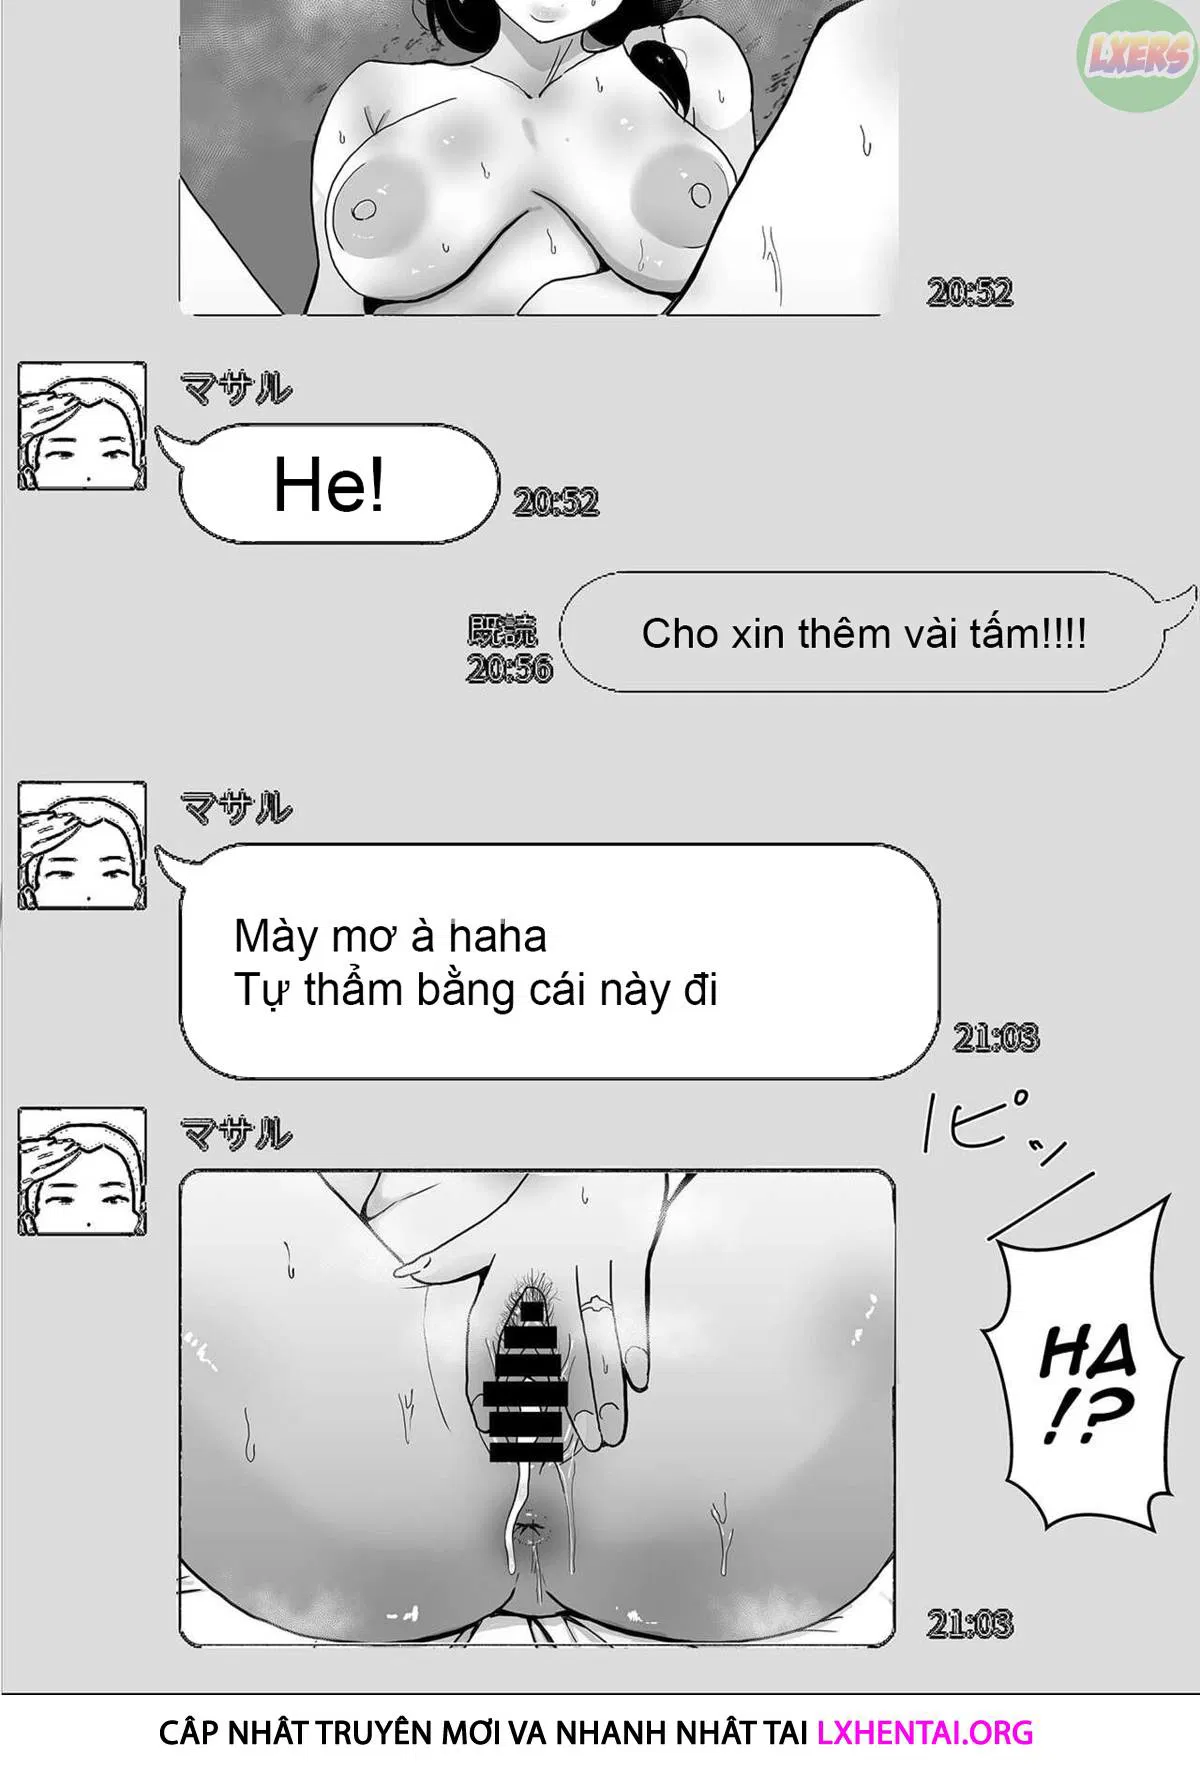 LXERS
20:52
マサル
He!
20:52
Cho xin thêm vài tấm!!!!
既読
20:56
マサル
Mày mơ à haha
Tự thẩm bằng cái này đi
21:03
マサル
ピッ
HA
!?
21:03
CẬP NHẬT TRUYỆN MỚI VÀ NHANH NHẤT TẠI LXHENTAI.ORG